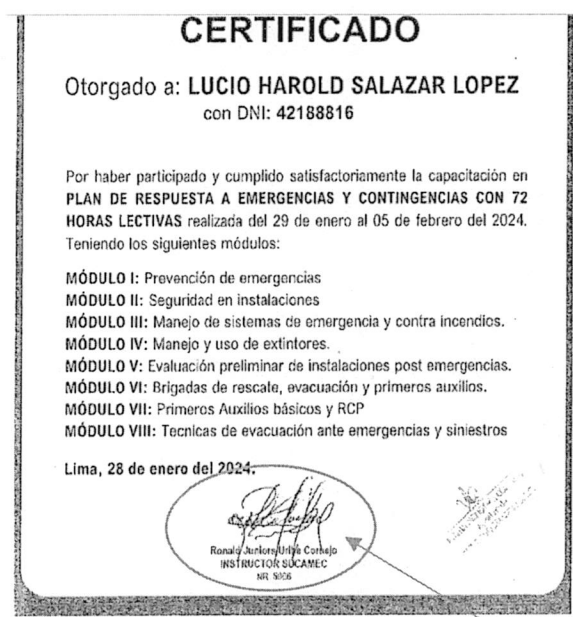 CERTIFICADO
Otorgado a: LUCIO HAROLD SALAZAR LOPEZ
con DNI: 42188816
Por haber participado y cumplido satisfactoriamente la capacitación en
PLAN DE RESPUESTA A EMERGENCIAS Y CONTINGENCIAS CON 72
HORAS LECTIVAS realizada del 29 de enero al 05 de febrero del 2024.
Teniendo los siguientes módulos:
MÓDULO I: Prevención de emergencias
MÓDULO II: Seguridad en instalaciones
MÓDULO III: Manejo de sistemas de emergencia y contra incendios.
MÓDULO IV: Manejo y uso de extintores.
MÓDULO V: Evaluación preliminar de instalaciones post emergencias.
MÓDULO VI: Brigadas de rescate, evacuación y primeros auxilios.
MÓDULO VII: Primeros Auxilios básicos y RCP
MÓDULO VIII: Tecnicas de evacuación ante emergencias y siniestros
Lima, 28 de enero del 2024.
Ronald Juniors Uribe Cornejo
INSTRUCTOR SUCAMEC
NR